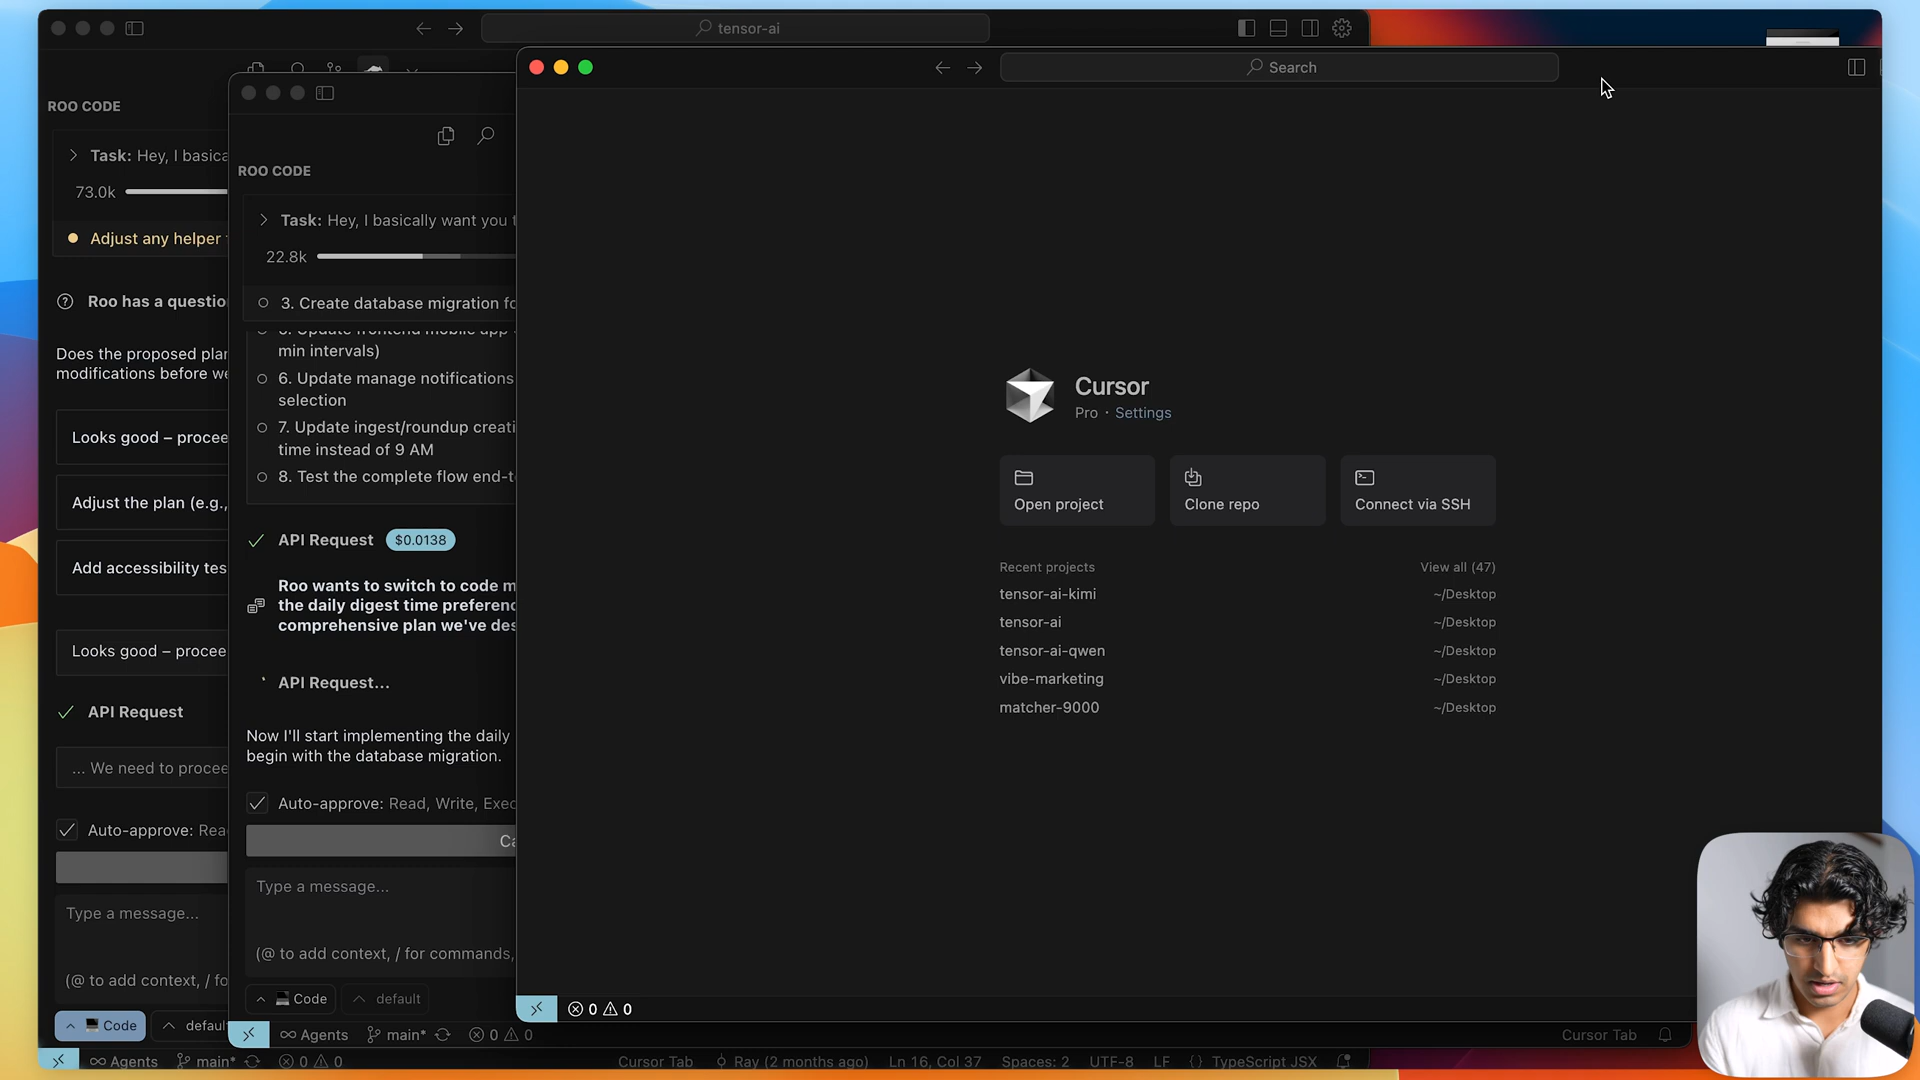 tensor-ai
ROO CODE
Task: Hey, I basica
73.0k
Adjust any helper
Roo has a questio
Does the proposed plan
modifications before we
Looks good – procee
Adjust the plan (e.g.,
Add accessibility tes
Looks good – procee
API Request
... We need to procee
Auto-approve: Rea
Type a message...
(@ to add context, / fo
Code
defau
Agents
main*
0 0
Cursor Tab
Ray (2 months ago)
Ln 16, Col 37
Spaces: 2
UTF-8
LF
{} TypeScript JSX
ROO CODE
Task: Hey, I basically want you t
22.8k
3. Create database migration fo
5. Update frontend mobile app
min intervals)
6. Update manage notifications
selection
7. Update ingest/roundup creati
time instead of 9 AM
8. Test the complete flow end-t
API Request $0.0138
Roo wants to switch to code m
the daily digest time preferenc
comprehensive plan we've des
API Request...
Now I'll start implementing the daily
begin with the database migration.
Auto-approve: Read, Write, Exec
Ca
Type a message...
(@ to add context, / for commands,
Code
default
Agents
main*
0 0
Cursor Tab
Search
Cursor
Pro · Settings
Open project
Clone repo
Connect via SSH
Recent projects
View all (47)
tensor-ai-kimi ~/Desktop
tensor-ai ~/Desktop
tensor-ai-qwen ~/Desktop
vibe-marketing ~/Desktop
matcher-9000 ~/Desktop
0 0